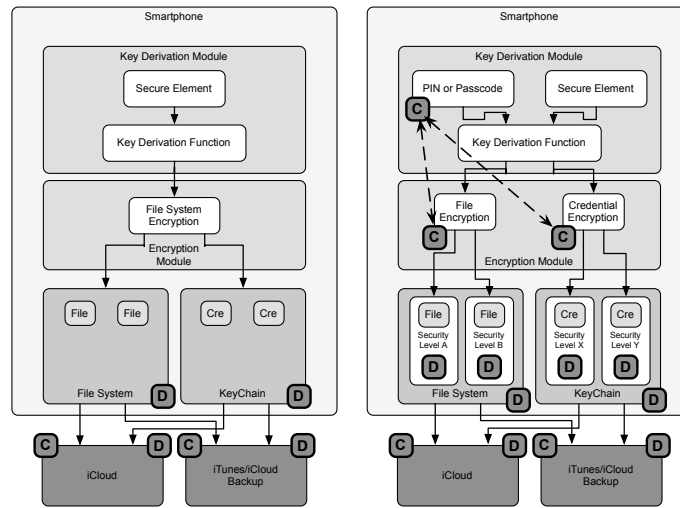 Smartphone
Key Derivation Module
Secure Element
Key Derivation Function
File System
Encryption
Encryption
Module
File
File
Cre
Cre
File System
D
KeyChain
D
C
D
iCloud
C
D
iTunes/iCloud
Backup
Smartphone
Key Derivation Module
PIN or Passcode
Secure Element
C
Key Derivation Function
File
Encryption
Credential
Encryption
C
C
Encryption Module
File
File
Cre
Cre
Security
Level A
Security
Level B
Security
Level X
Security
Level Y
D
D
D
D
File System
D
KeyChain
D
C
D
iCloud
C
D
iTunes/iCloud
Backup